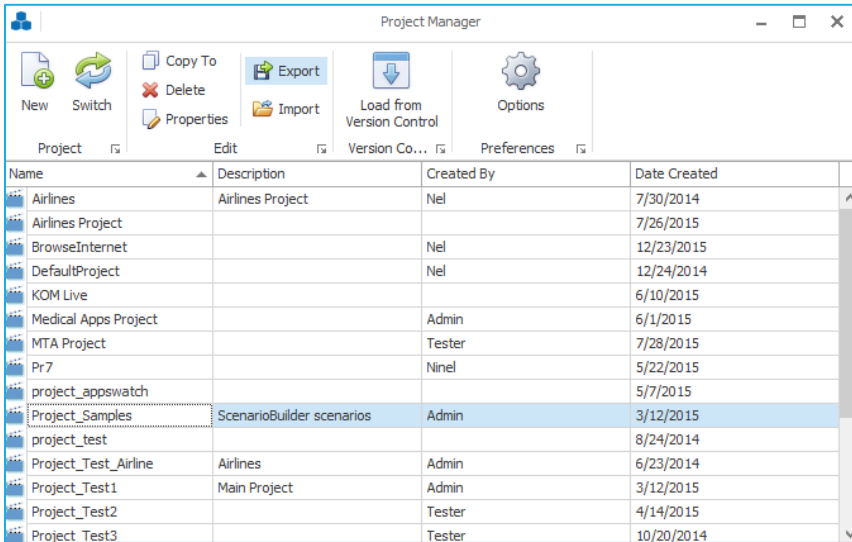 Project Manager
New
Switch
Copy To
Delete
Properties
Export
Import
Load from
Version Control
Options
Project
Edit
Version Co...
Preferences
Name Description Created By Date Created
Airlines Airlines Project Nel 7/30/2014
Airlines Project 7/26/2015
BrowseInternet Nel 12/23/2015
DefaultProject Nel 12/24/2014
KOM Live 6/10/2015
Medical Apps Project Admin 6/1/2015
MTA Project Tester 7/28/2015
Pr7 Ninel 5/22/2015
project_appswatch 5/7/2015
Project_Samples ScenarioBuilder scenarios Admin 3/12/2015
project_test 8/24/2014
Project_Test_Airline Airlines Admin 6/23/2014
Project_Test1 Main Project Admin 3/12/2015
Project_Test2 Tester 4/14/2015
Project_Test3 Tester 10/20/2014